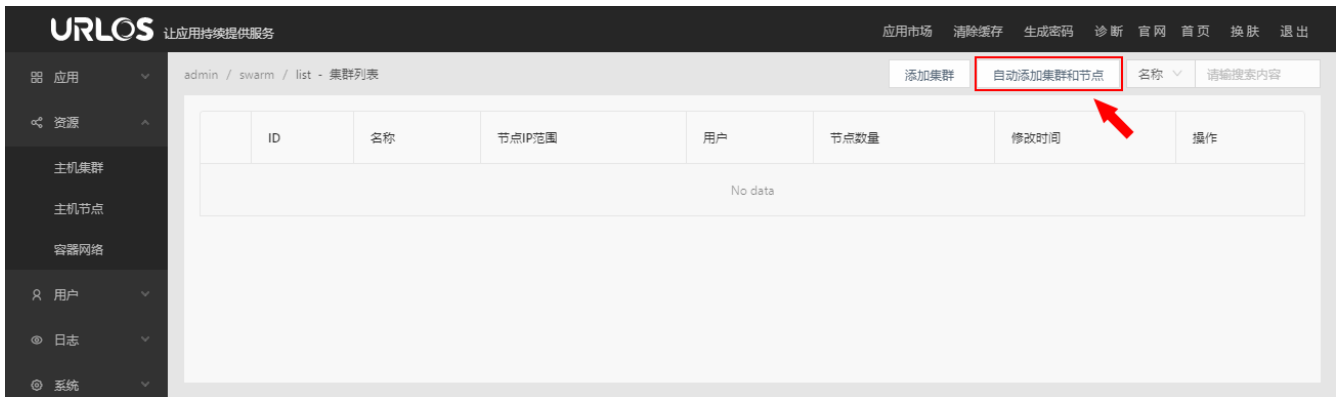 URLOS 让应用持续提供服务 应用市场 清除缓存 生成密码 诊断 官网 首页 换肤 退出
应用 admin / swarm / list - 集群列表 添加集群 自动添加集群和节点 名称 请输搜索内容
资源
ID 名称 节点IP范围 用户 节点数量 修改时间 操作
主机集群
No data
主机节点
容器网络
用户
日志
系统